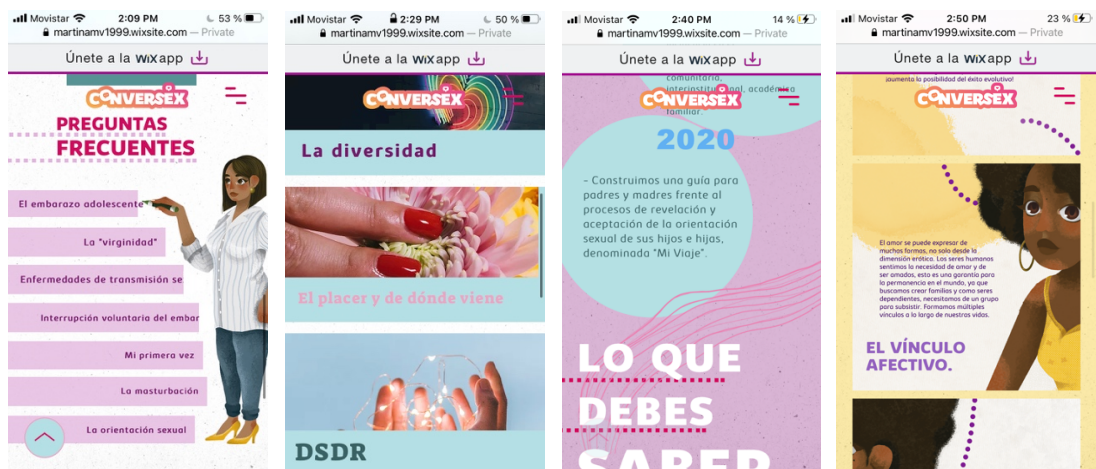 Movistar 2:09 PM 53 %
martinamv1999.wixsite.com — Private
Únete a la WiX app
CONVERSEX
PREGUNTAS
FRECUENTES
El embarazo adolescente
La "virginidad"
Enfermedades de transmisión se
Interrupción voluntaria del embar
Mi primera vez
La masturbación
La orientación sexual
Movistar 2:29 PM 50 %
martinamv1999.wixsite.com — Private
Únete a la WiX app
CONVERSEX
La diversidad
El placer y de dónde viene
DSDR
Movistar 2:40 PM 14 %
martinamv1999.wixsite.com — Private
Únete a la WiX app
comunitario,
interinstitucional, académica
CONVERSEX
familiar.
2020
- Construimos una guía para
padres y madres frente al
procesos de revelación y
aceptación de la orientación
sexual de sus hijos e hijas,
denominada "Mi Viaje".
LO QUE
DEBES
SABER
Movistar 2:50 PM 23 %
martinamv1999.wixsite.com — Private
Únete a la WiX app
¡aumenta la posibilidad del éxito evolutivo!
CONVERSEX
El amor se puede expresar de
muchas formas, no solo desde la
dimensión erótica. Los seres humanos
sentimos la necesidad de amar y de
ser amados, esto es una garantía para
la permanencia en el mundo, ya que
buscamos crear familias y como seres
dependientes, necesitamos de un grupo
para subsistir. Formamos múltiples
vínculos a lo largo de nuestras vidas.
EL VÍNCULO
AFECTIVO.